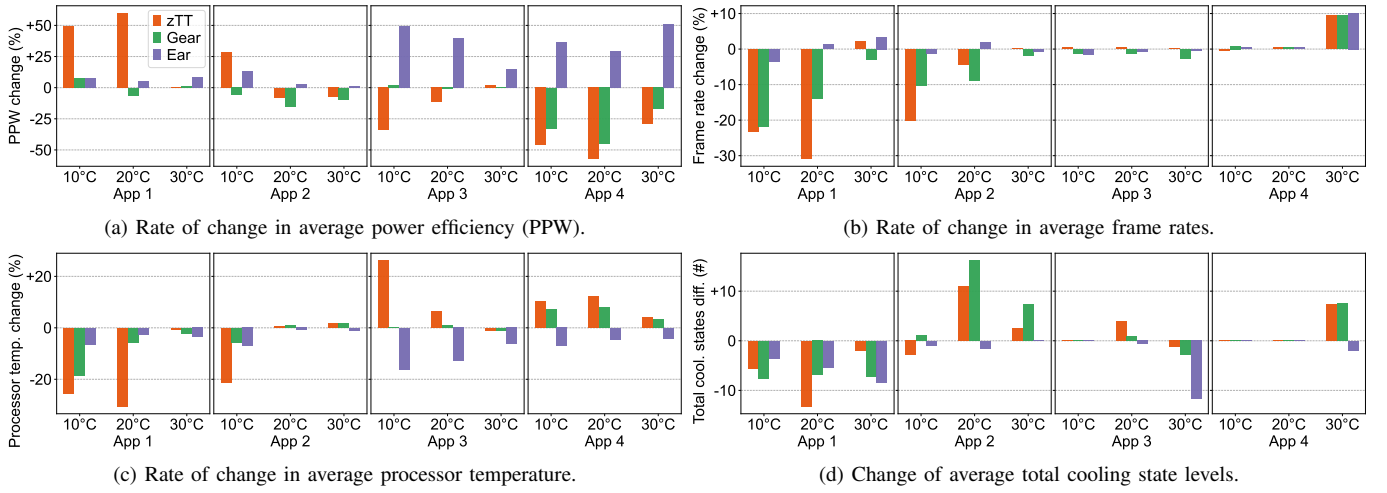 PPW change (%)
+50
+25
0
-25
-50
zTT
Gear
Ear
10°C 20°C 30°C 10°C 20°C 30°C 10°C 20°C 30°C 10°C 20°C 30°C
App 1 App 2 App 3 App 4
(a) Rate of change in average power efficiency (PPW).
Frame rate change (%)
+10
0
-10
-20
-30
10°C 20°C 30°C 10°C 20°C 30°C 10°C 20°C 30°C 10°C 20°C 30°C
App 1 App 2 App 3 App 4
(b) Rate of change in average frame rates.
Processor temp. change (%)
+20
0
-20
10°C 20°C 30°C 10°C 20°C 30°C 10°C 20°C 30°C 10°C 20°C 30°C
App 1 App 2 App 3 App 4
(c) Rate of change in average processor temperature.
Total cool. states diff. (#)
+10
0
-10
10°C 20°C 30°C 10°C 20°C 30°C 10°C 20°C 30°C 10°C 20°C 30°C
App 1 App 2 App 3 App 4
(d) Change of average total cooling state levels.